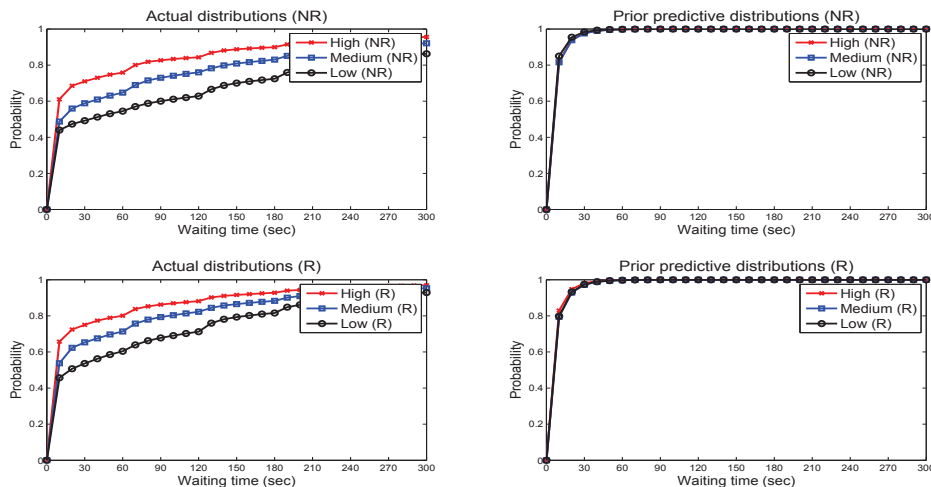 Actual distributions (NR)
Probability
1
0.8
0.6
0.4
0.2
0
0 30 60 90 120 150 180 210 240 270 300
Waiting time (sec)
High (NR)
Medium (NR)
Low (NR)
Prior predictive distributions (NR)
Probability
1
0.8
0.6
0.4
0.2
0
0 30 60 90 120 150 180 210 240 270 300
Waiting time (sec)
High (NR)
Medium (NR)
Low (NR)
Actual distributions (R)
Probability
1
0.8
0.6
0.4
0.2
0
0 30 60 90 120 150 180 210 240 270 300
Waiting time (sec)
High (R)
Medium (R)
Low (R)
Prior predictive distributions (R)
Probability
1
0.8
0.6
0.4
0.2
0
0 30 60 90 120 150 180 210 240 270 300
Waiting time (sec)
High (R)
Medium (R)
Low (R)